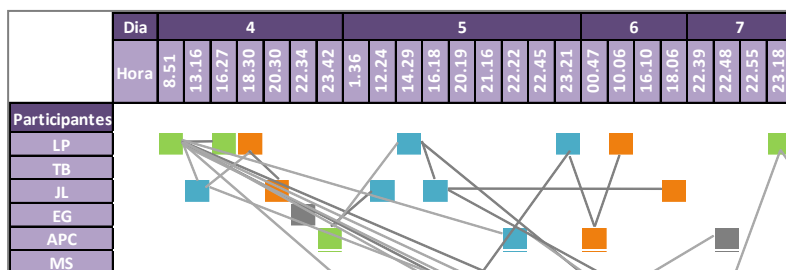 Dia 4 5 6 7
Hora 8.51 13.16 16.27 18.30 20.30 22.34 23.42 1.36 12.24 14.29 16.18 20.19 21.16 22.22 22.45 23.21 00.47 10.06 16.10 18.06 22.39 22.48 22.55 23.18
Participantes
LP
TB
JL
EG
APC
MS